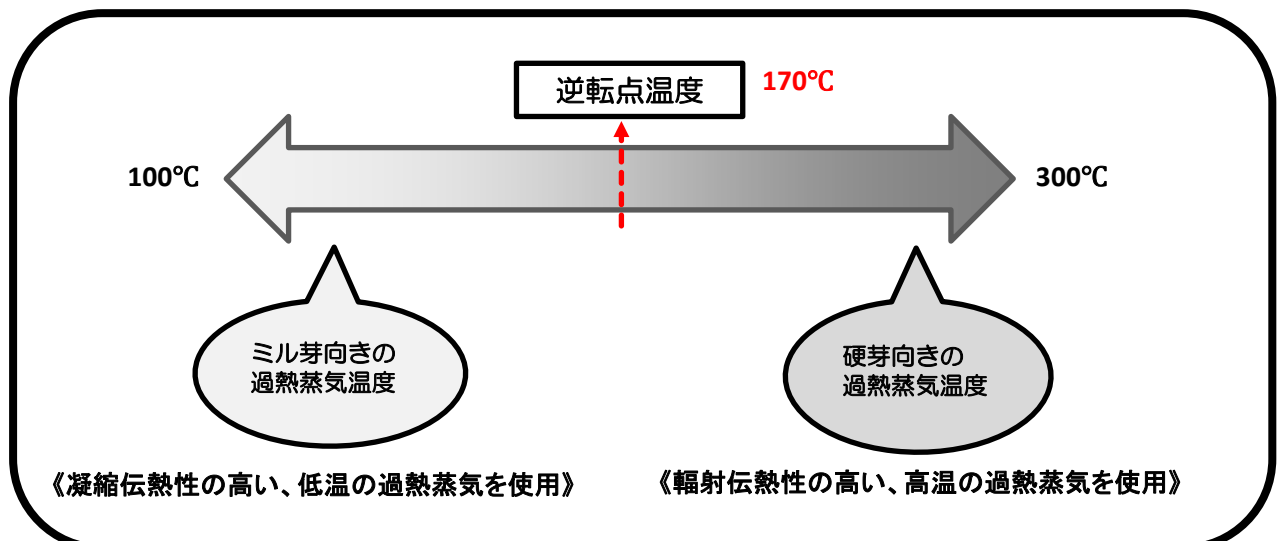 逆転点温度
170℃
100℃
300℃
ミル芽向きの
過熱蒸気温度
硬芽向きの
過熱蒸気温度
《凝縮伝熱性の高い、低温の過熱蒸気を使用》
《輻射伝熱性の高い、高温の過熱蒸気を使用》